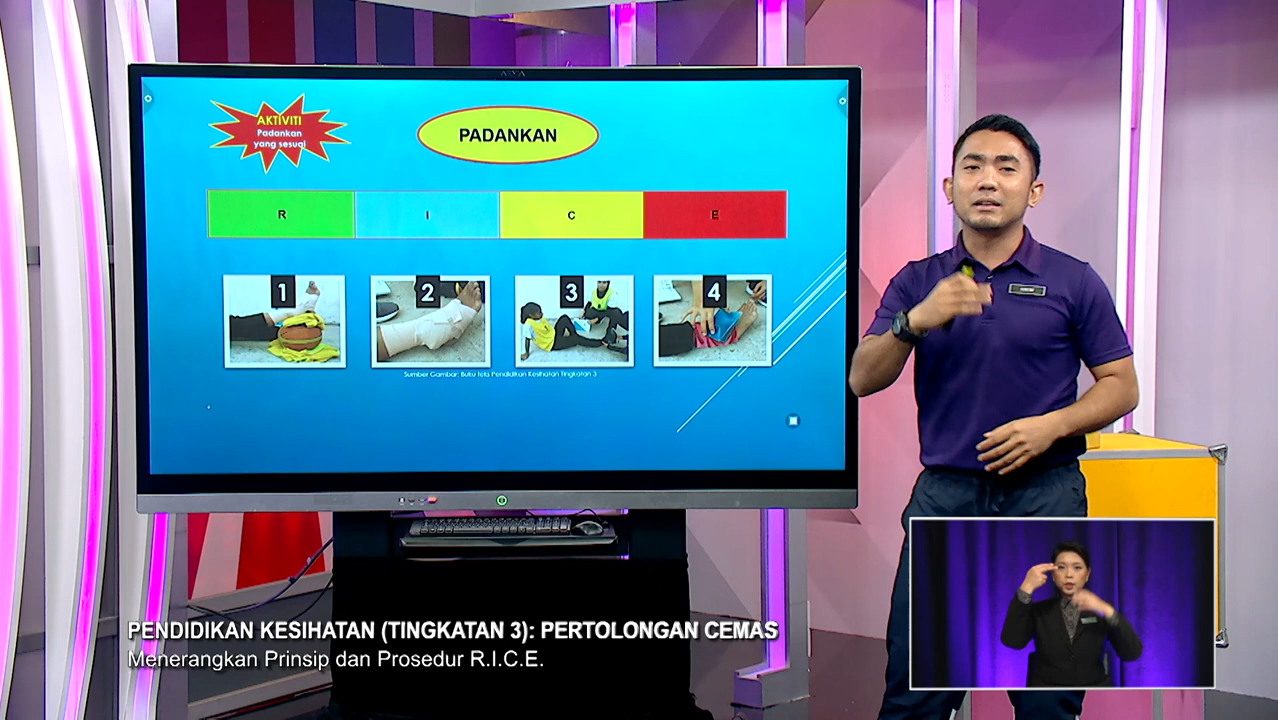 AKTIVITI
Padankan
yang sesuai
PADANKAN
R I C E
1 2 3 4
Sumber Gambar: Buku teks Pendidikan Kesihatan Tingkatan 3
PENDIDIKAN KESIHATAN (TINGKATAN 3): PERTOLONGAN CEMAS
Menerangkan Prinsip dan Prosedur R.I.C.E.